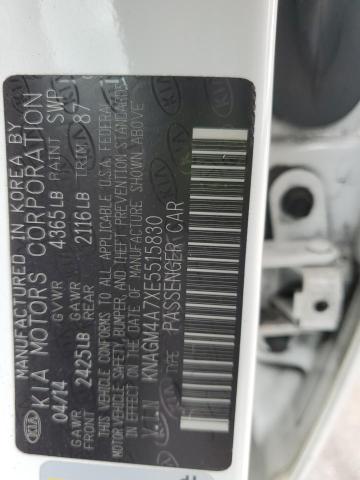 MANUFACTURED IN KOREA BY
KIA KIA MOTORS CORPORATION
04/14 GVWR 4365LB PAINT SWP
GAWR FRONT 2425LB GAWR REAR 2116LB TRIM 87
THIS VEHICLE CONFORMS TO ALL APPLICABLE U.S.A. FEDERAL
MOTOR VEHICLE SAFETY, BUMPER, AND THEFT PREVENTION STANDARDS
IN EFFECT ON THE DATE OF MANUFACTURE SHOWN ABOVE
V.I.N KNAGM4A7XE5515830
TYPE PASSENGER CAR